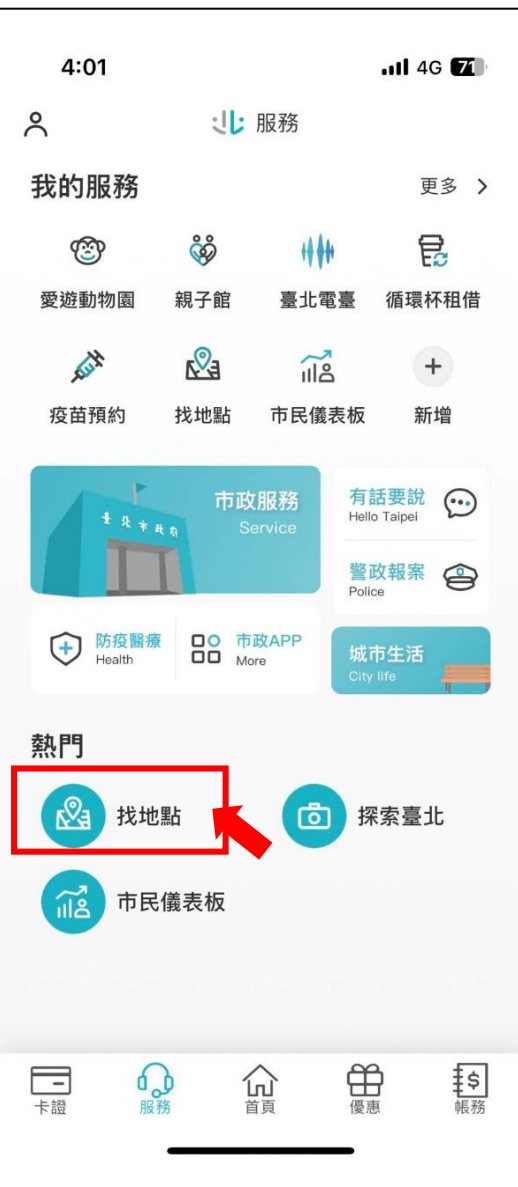 4:01 4G 71
服務
我的服務 更多
愛遊動物園 親子館 臺北電臺 循環杯租借
疫苗預約 找地點 市民儀表板 新增
臺北市政府
市政服務
Service
有話要說
Hello Taipei
警政報案
Police
防疫醫療
Health
市政APP
More
城市生活
City life
熱門
找地點 探索臺北
市民儀表板
卡證 服務 首頁 優惠 帳務